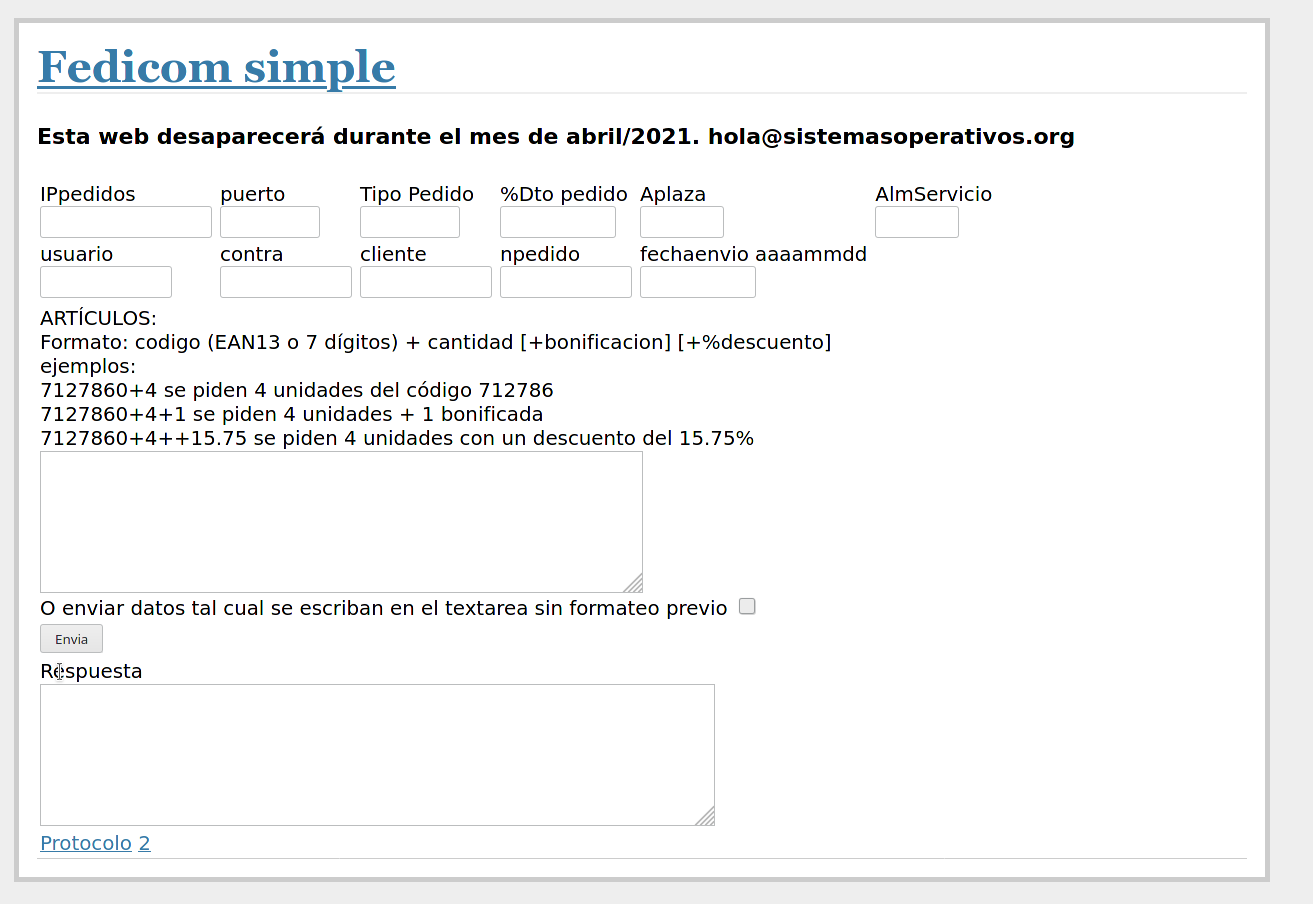 Fedicom simple
Esta web desaparecerá durante el mes de abril/2021. hola@sistemasoperativos.org
IPpedidos puerto Tipo Pedido %Dto pedido Aplaza AlmServicio
usuario contra cliente npedido fechaenvio aaaammdd
ARTÍCULOS:
Formato: codigo (EAN13 o 7 dígitos) + cantidad [+bonificacion] [+%descuento]
ejemplos:
7127860+4 se piden 4 unidades del código 712786
7127860+4+1 se piden 4 unidades + 1 bonificada
7127860+4++15.75 se piden 4 unidades con un descuento del 15.75%
O enviar datos tal cual se escriban en el textarea sin formateo previo
Envia
Respuesta
Protocolo 2